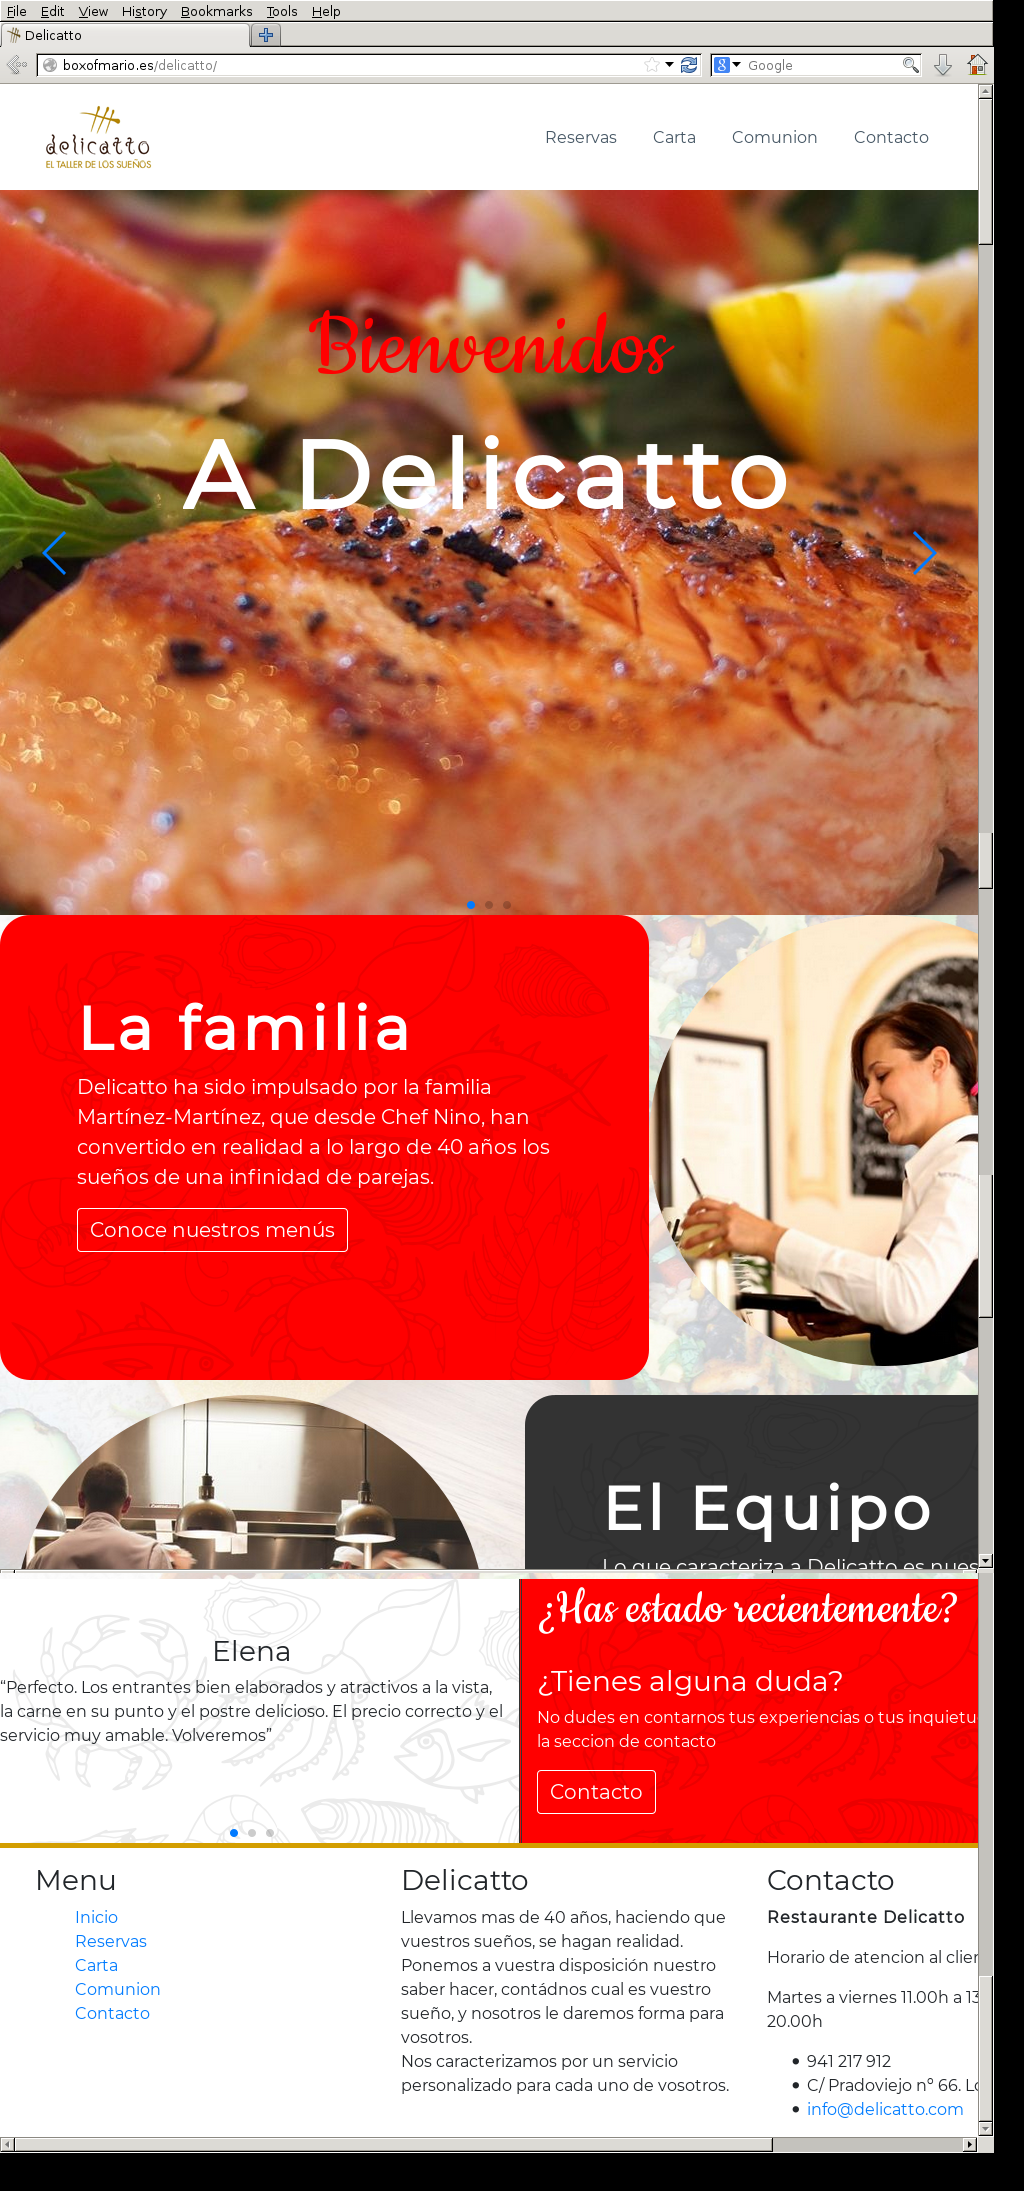 File Edit View History Bookmarks Tools Help
Delicatto
boxofmario.es/delicatto/
Google
delicatto
EL TALLER DE LOS SUEÑOS
Reservas Carta Comunion Contacto
Bienvenidos
A Delicatto
La familia
Delicatto ha sido impulsado por la familia
Martínez-Martínez, que desde Chef Nino, han
convertido en realidad a lo largo de 40 años los
sueños de una infinidad de parejas.
Conoce nuestros menús
El Equipo
Lo que caracteriza a Delicatto es nues
Elena
“Perfecto. Los entrantes bien elaborados y atractivos a la vista,
la carne en su punto y el postre delicioso. El precio correcto y el
servicio muy amable. Volveremos”
¿Has estado recientemente?
¿Tienes alguna duda?
No dudes en contarnos tus experiencias o tus inquietu
la seccion de contacto
Contacto
Menu
Inicio
Reservas
Carta
Comunion
Contacto
Delicatto
Llevamos mas de 40 años, haciendo que
vuestros sueños, se hagan realidad.
Ponemos a vuestra disposición nuestro
saber hacer, contádnos cual es vuestro
sueño, y nosotros le daremos forma para
vosotros.
Nos caracterizamos por un servicio
personalizado para cada uno de vosotros.
Contacto
Restaurante Delicatto
Horario de atencion al clier
Martes a viernes 11.00h a 13
20.00h
941 217 912
C/ Pradoviejo nº 66. Lo
info@delicatto.com